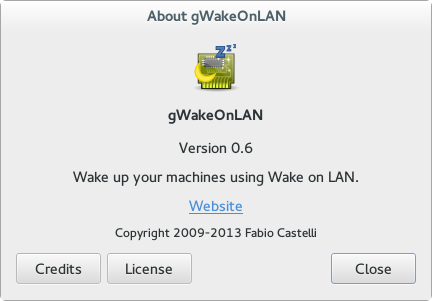 About gWakeOnLAN
zzz
gWakeOnLAN
Version 0.6
Wake up your machines using Wake on LAN.
Website
Copyright 2009-2013 Fabio Castelli
Credits
License
Close